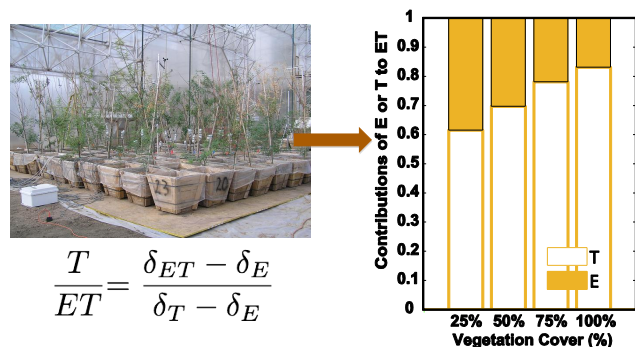 23
20
T/ET = (δ_ET − δ_E)/(δ_T − δ_E)
Contributions of E or T to ET
1
0.9
0.8
0.7
0.6
0.5
0.4
0.3
0.2
0.1
0
T
E
25% 50% 75% 100%
Vegetation Cover (%)